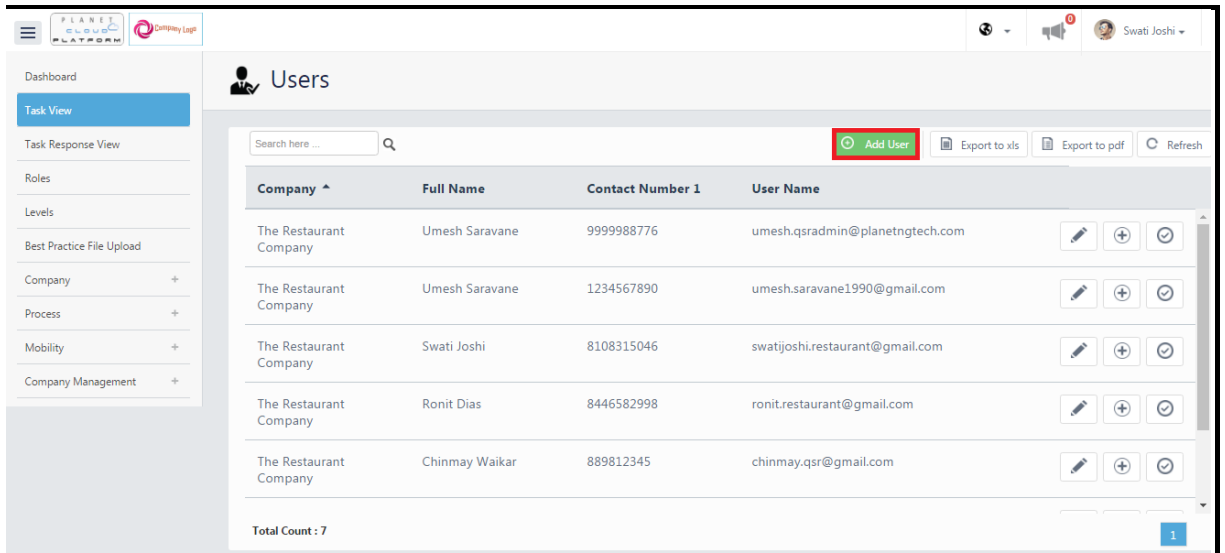 PLANET
CLOUD
PLATFORM
Company Logo
0
Swati Joshi
Dashboard
Task View
Task Response View
Roles
Levels
Best Practice File Upload
Company +
Process +
Mobility +
Company Management +
Users
Search here ...
Add User
Export to xls
Export to pdf
Refresh
Company Full Name Contact Number 1 User Name
The Restaurant Umesh Saravane 9999988776 umesh.qsradmin@planetngtech.com
Company
The Restaurant Umesh Saravane 1234567890 umesh.saravane1990@gmail.com
Company
The Restaurant Swati Joshi 8108315046 swatijoshi.restaurant@gmail.com
Company
The Restaurant Ronit Dias 8446582998 ronit.restaurant@gmail.com
Company
The Restaurant Chinmay Waikar 889812345 chinmay.qsr@gmail.com
Company
Total Count : 7
1